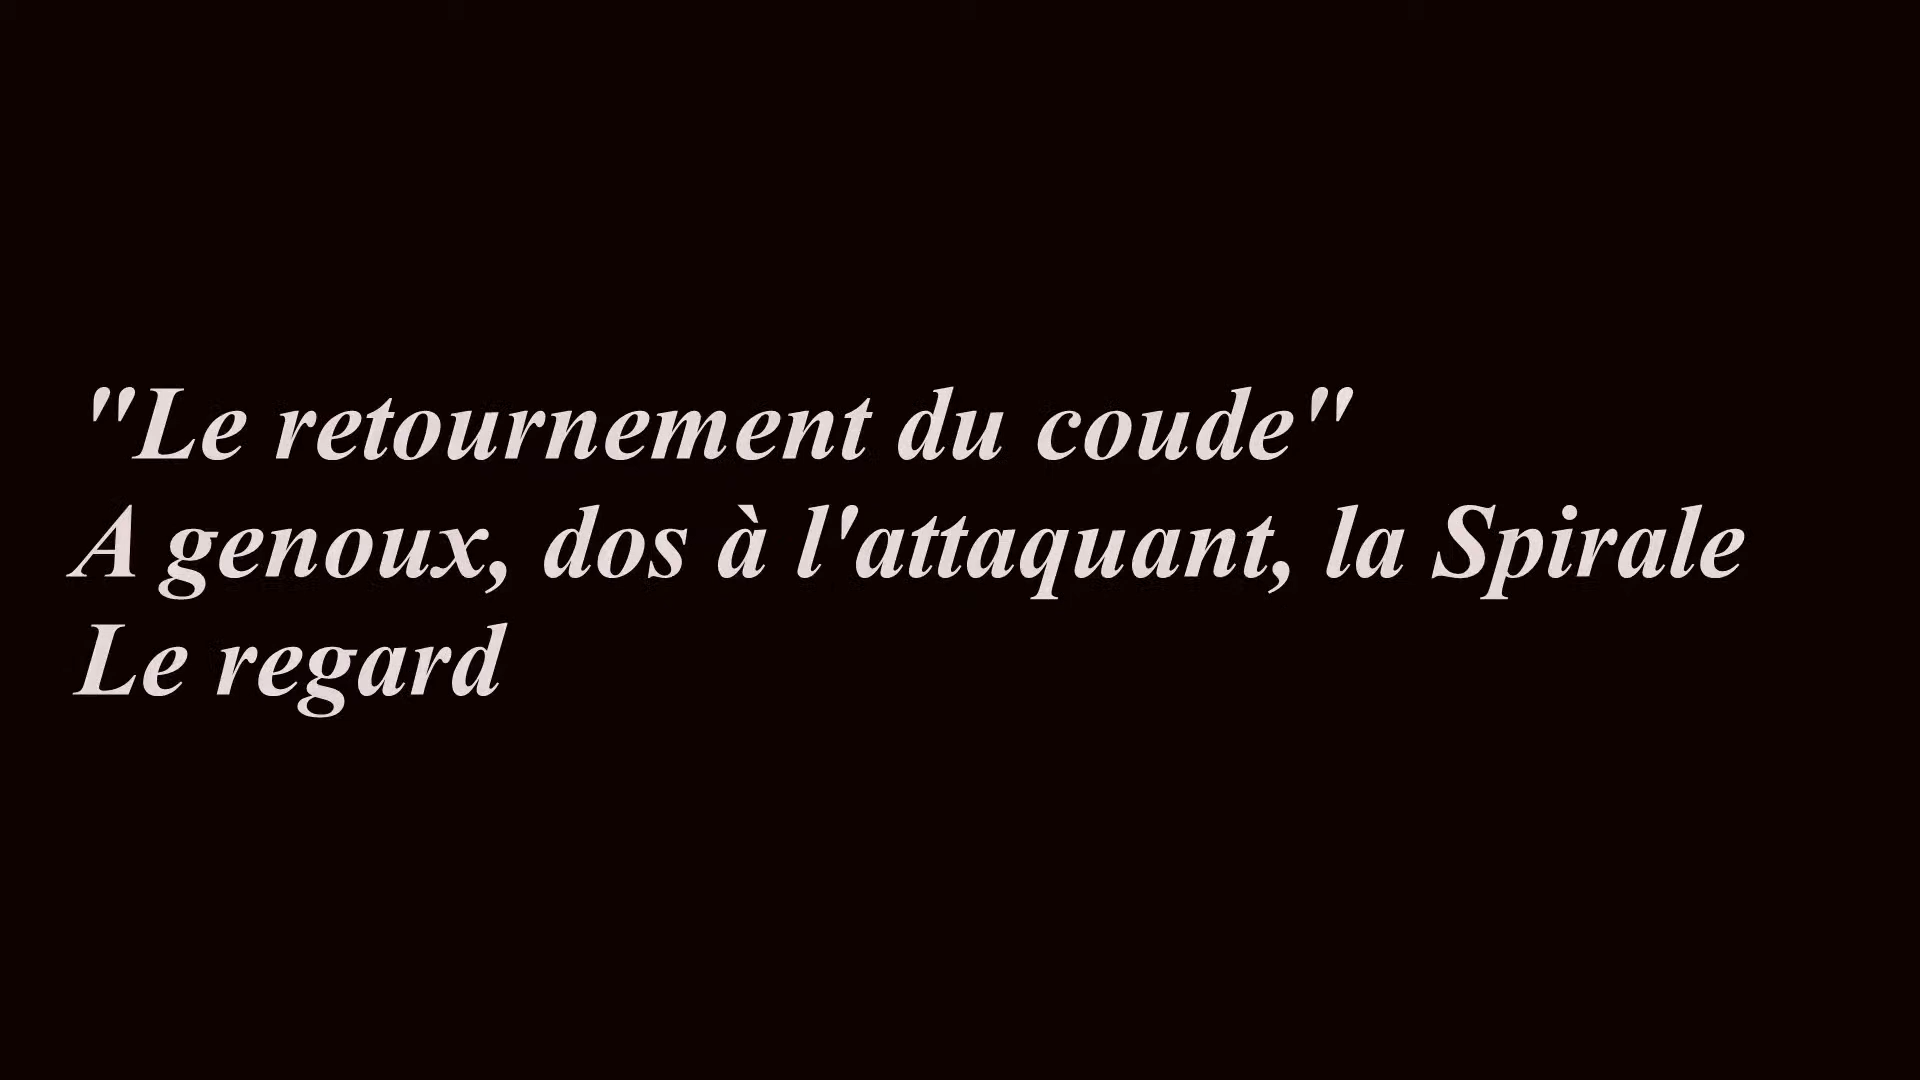 "Le retournement du coude"
A genoux, dos à l'attaquant, la Spirale
Le regard